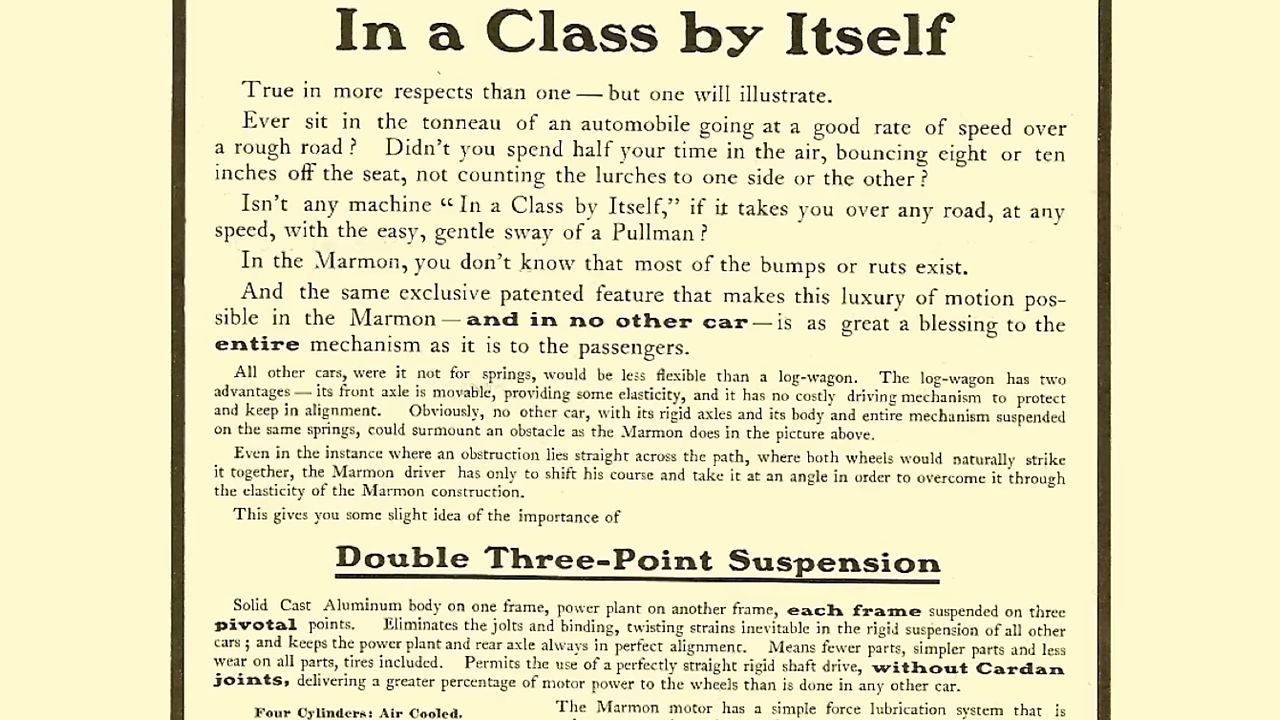 In a Class by Itself
True in more respects than one — but one will illustrate.
Ever sit in the tonneau of an automobile going at a good rate of speed over
a rough road? Didn't you spend half your time in the air, bouncing eight or ten
inches off the seat, not counting the lurches to one side or the other?
Isn't any machine "In a Class by Itself," if it takes you over any road, at any
speed, with the easy, gentle sway of a Pullman?
In the Marmon, you don't know that most of the bumps or ruts exist.
And the same exclusive patented feature that makes this luxury of motion pos-
sible in the Marmon — and in no other car — is as great a blessing to the
entire mechanism as it is to the passengers.
All other cars, were it not for springs, would be less flexible than a log-wagon. The log-wagon has two
advantages — its front axle is movable, providing some elasticity, and it has no costly driving mechanism to protect
and keep in alignment. Obviously, no other car, with its rigid axles and its body and entire mechanism suspended
on the same springs, could surmount an obstacle as the Marmon does in the picture above.
Even in the instance where an obstruction lies straight across the path, where both wheels would naturally strike
it together, the Marmon driver has only to shift his course and take it at an angle in order to overcome it through
the elasticity of the Marmon construction.
This gives you some slight idea of the importance of
Double Three-Point Suspension
Solid Cast Aluminum body on one frame, power plant on another frame, each frame suspended on three
pivotal points. Eliminates the jolts and binding, twisting strains inevitable in the rigid suspension of all other
cars; and keeps the power plant and rear axle always in perfect alignment. Means fewer parts, simpler parts and less
wear on all parts, tires included. Permits the use of a perfectly straight rigid shaft drive, without Cardan
joints, delivering a greater percentage of motor power to the wheels than is done in any other car.
Four Cylinders: Air Cooled.
The Marmon motor has a simple force lubrication system that is